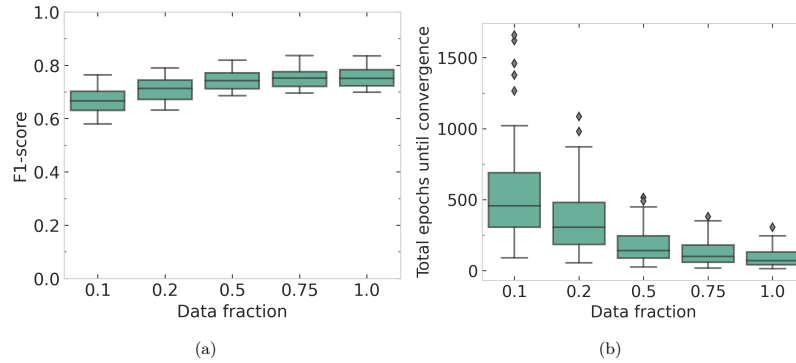 1.0
0.8
0.6
0.4
0.2
0.0
F1-score
0.1 0.2 0.5 0.75 1.0
Data fraction
(a)
1500
1000
500
0
Total epochs until convergence
0.1 0.2 0.5 0.75 1.0
Data fraction
(b)